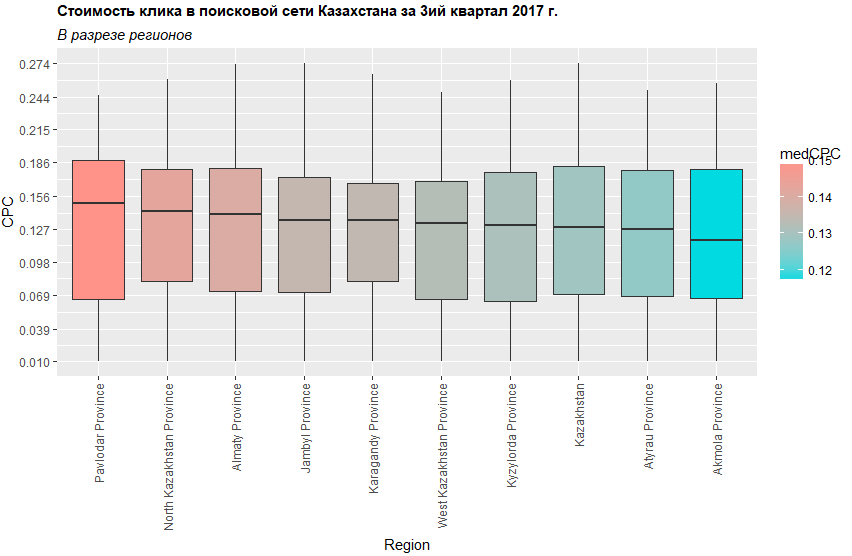 Стоимость клика в поисковой сети Казахстана за 3ий квартал 2017 г.
В разрезе регионов
CPC
0.274
0.244
0.215
0.186
0.156
0.127
0.098
0.069
0.039
0.010
Pavlodar Province
North Kazakhstan Province
Almaty Province
Jambyl Province
Karagandy Province
West Kazakhstan Province
Kyzylorda Province
Kazakhstan
Atyrau Province
Akmola Province
Region
medCPC
0.15
0.14
0.13
0.12